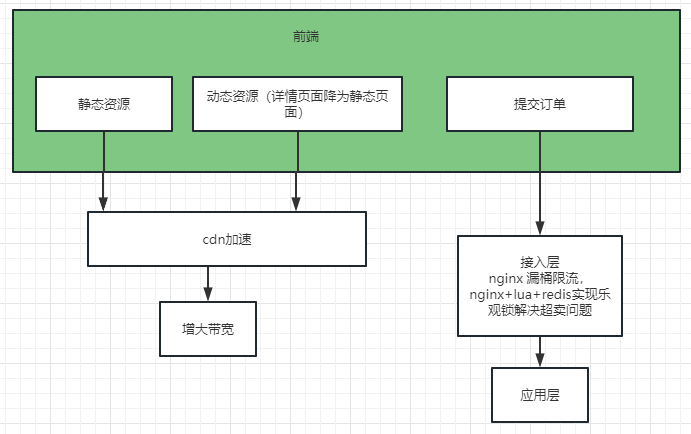 前端
静态资源
动态资源（详情页面降为静态页
面）
提交订单
cdn加速
增大带宽
接入层
nginx 漏桶限流，
nginx+lua+redis实现乐
观锁解决超卖问题
应用层